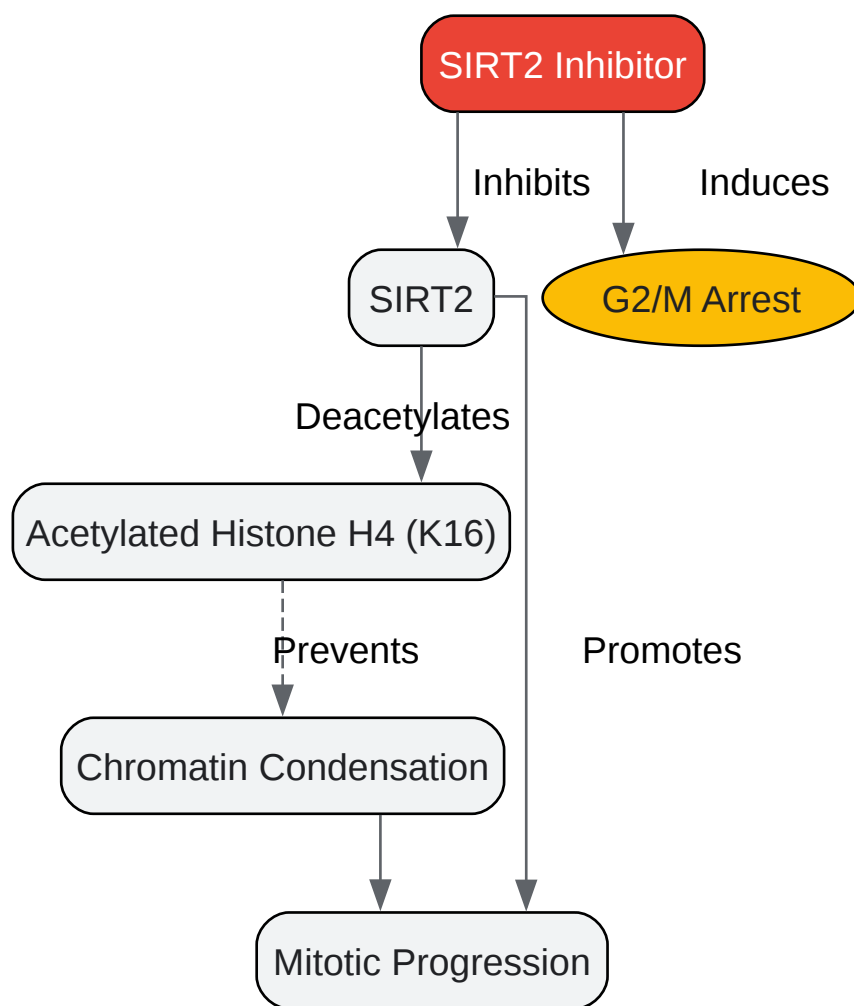 SIRT2 Inhibitor
Inhibits
Induces
SIRT2
G2/M Arrest
Deacetylates
Acetylated Histone H4 (K16)
Prevents
Promotes
Chromatin Condensation
Mitotic Progression